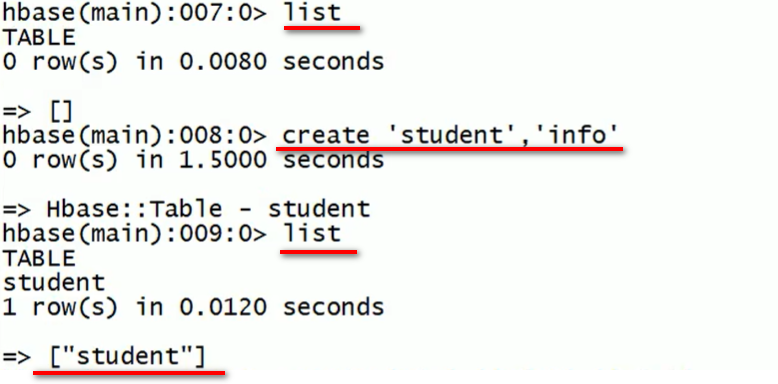 hbase(main):007:0> list
TABLE
0 row(s) in 0.0080 seconds
=> []
hbase(main):008:0> create 'student','info'
0 row(s) in 1.5000 seconds
=> Hbase::Table - student
hbase(main):009:0> list
TABLE
student
1 row(s) in 0.0120 seconds
=> ["student"]